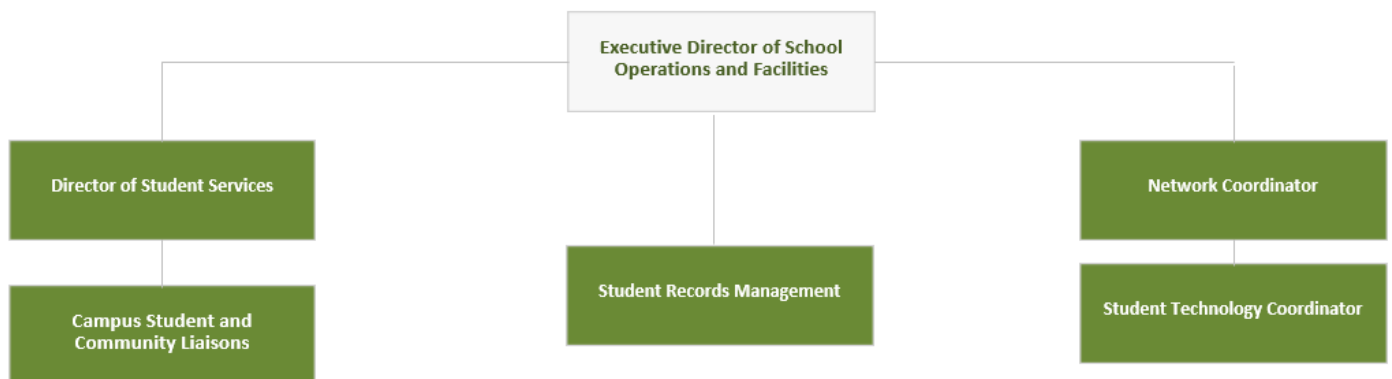 Executive Director of School
Operations and Facilities
Director of Student Services
Network Coordinator
Student Records Management
Student Technology Coordinator
Campus Student and
Community Liaisons